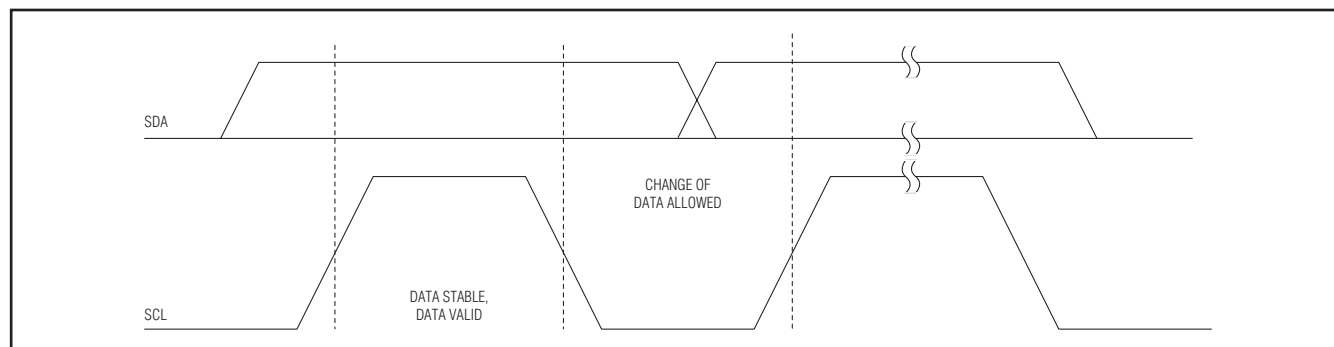 SDA
CHANGE OF
DATA ALLOWED
DATA STABLE,
DATA VALID
SCL